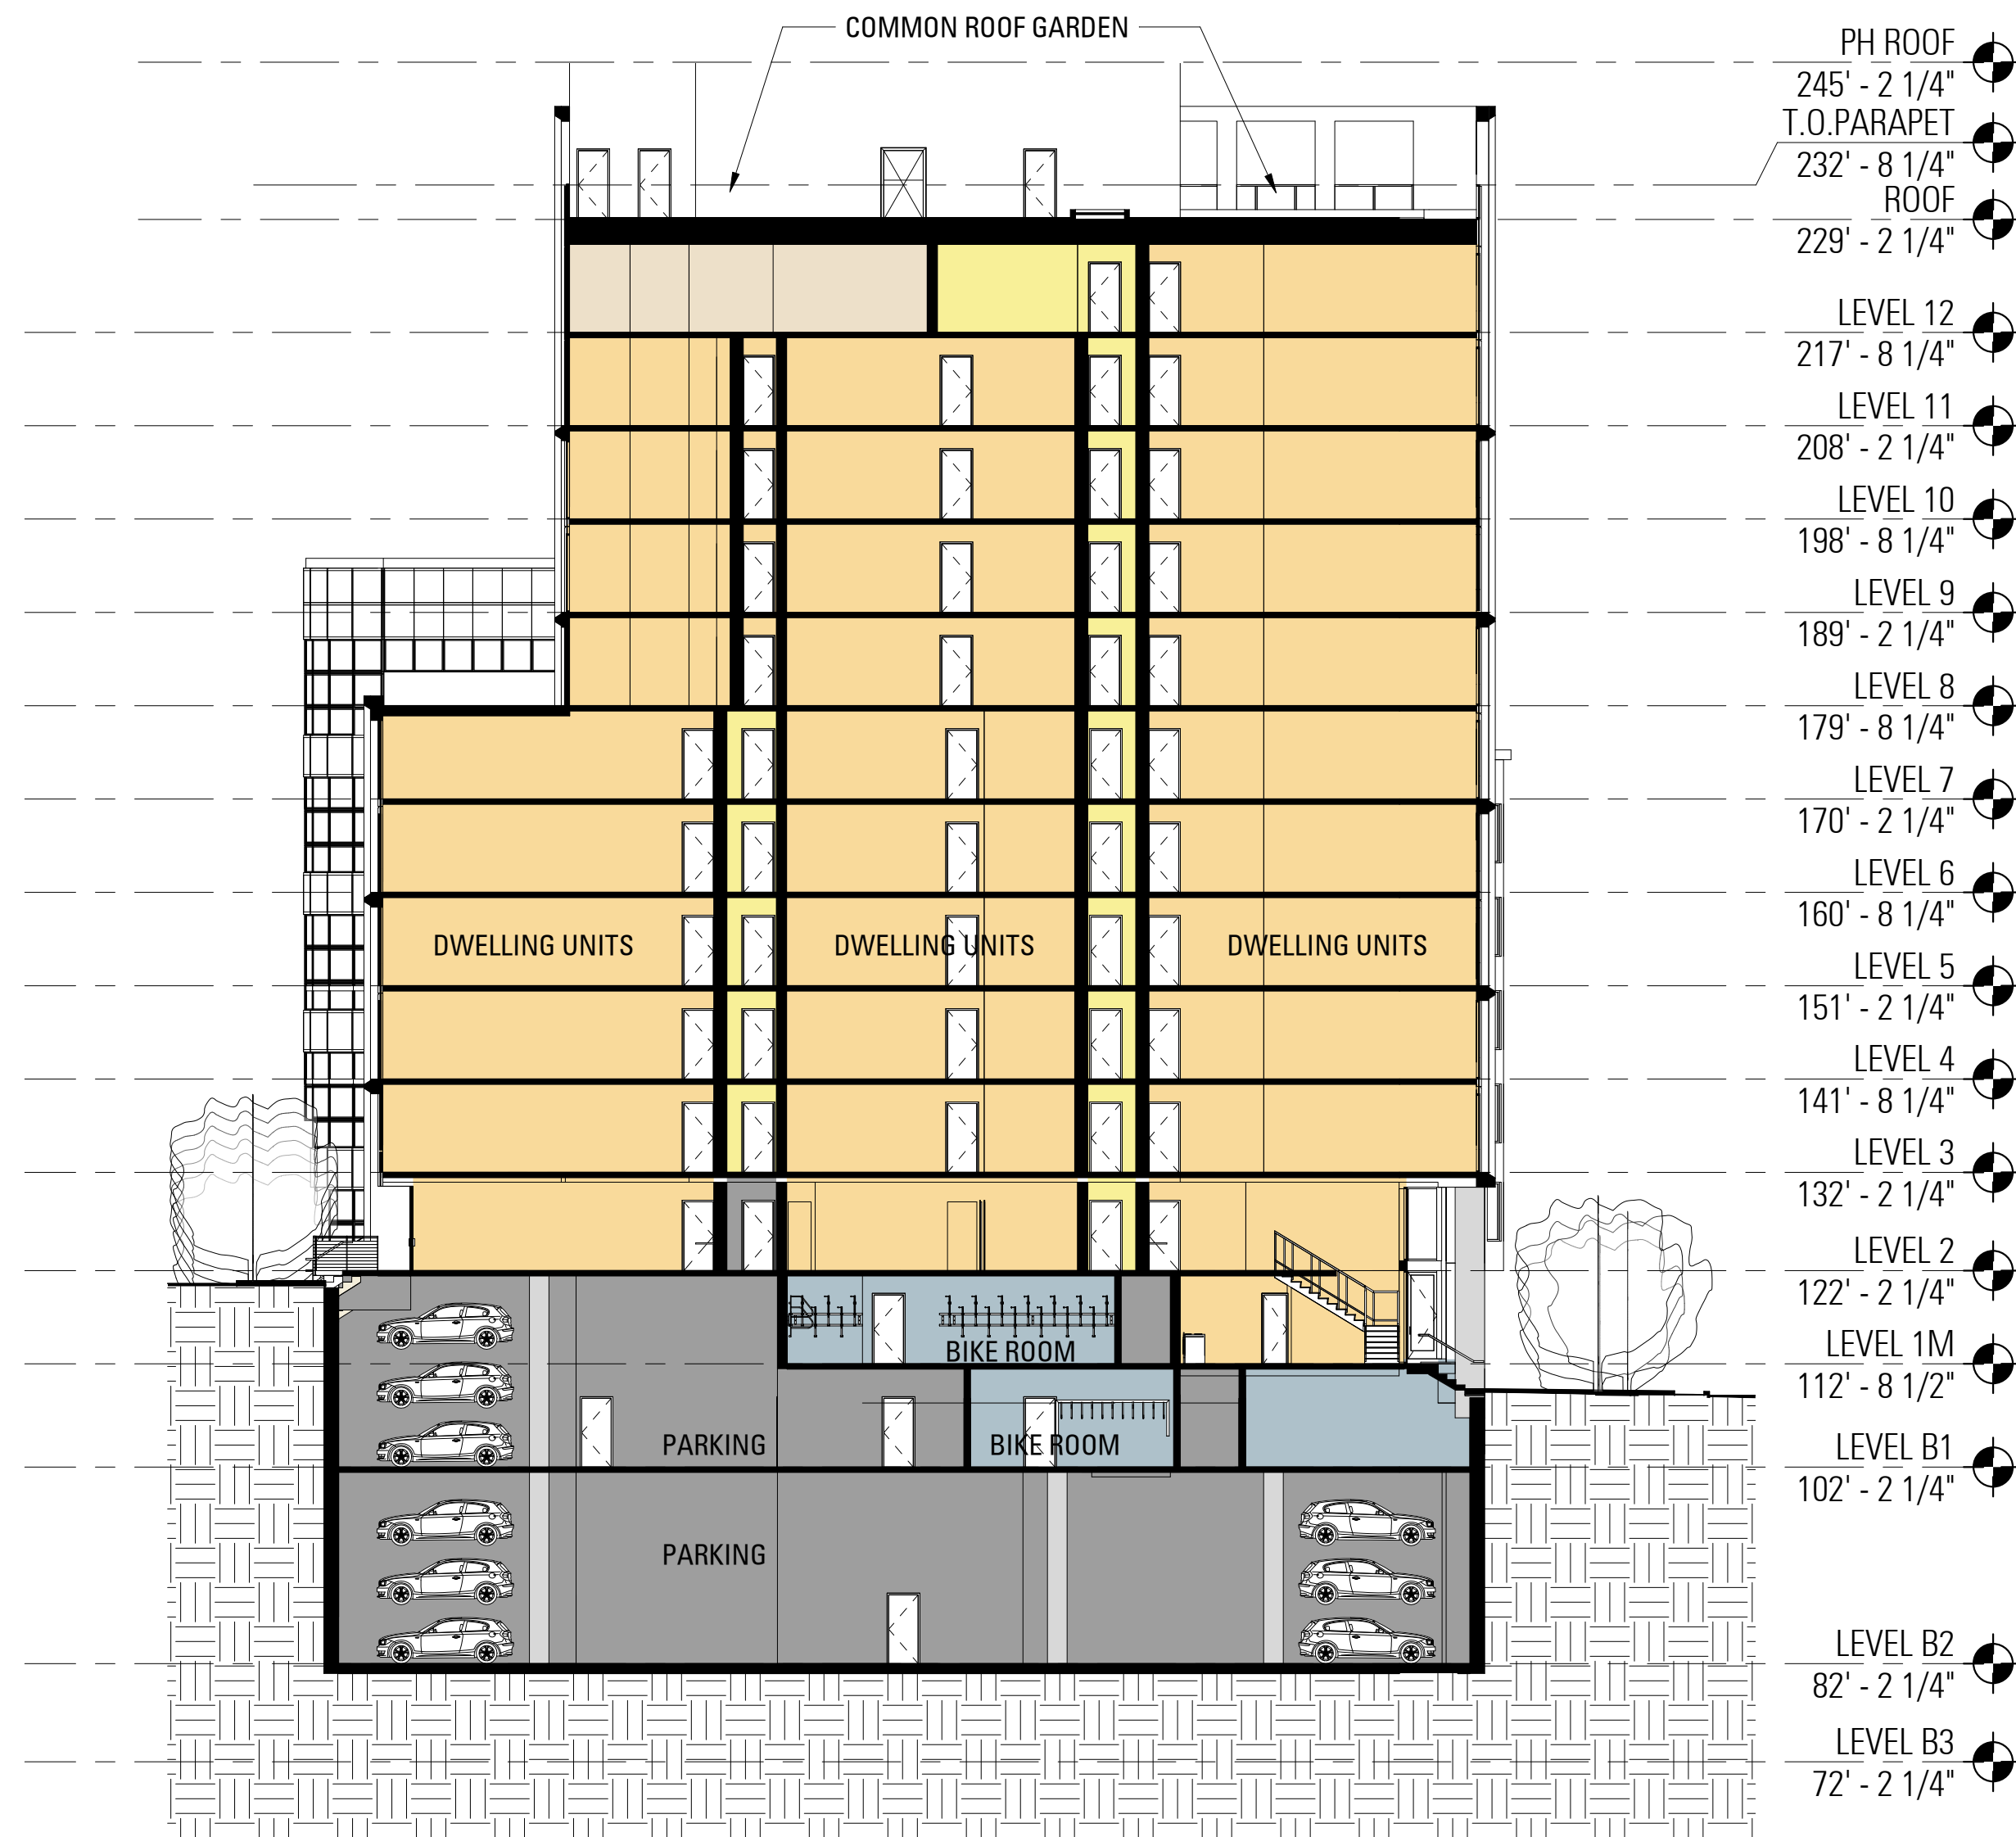 COMMON ROOF GARDEN
PH ROOF
245' - 2 1/4"
T.O.PARAPET
232' - 8 1/4"
ROOF
229' - 2 1/4"
LEVEL 12
217' - 8 1/4"
LEVEL 11
208' - 2 1/4"
LEVEL 10
198' - 8 1/4"
LEVEL 9
189' - 2 1/4"
LEVEL 8
179' - 8 1/4"
LEVEL 7
170' - 2 1/4"
LEVEL 6
160' - 8 1/4"
DWELLING UNITS DWELLING UNITS DWELLING UNITS
LEVEL 5
151' - 2 1/4"
LEVEL 4
141' - 8 1/4"
LEVEL 3
132' - 2 1/4"
LEVEL 2
122' - 2 1/4"
BIKE ROOM
LEVEL 1M
112' - 8 1/2"
PARKING BIKE ROOM
LEVEL B1
102' - 2 1/4"
PARKING
LEVEL B2
82' - 2 1/4"
LEVEL B3
72' - 2 1/4"